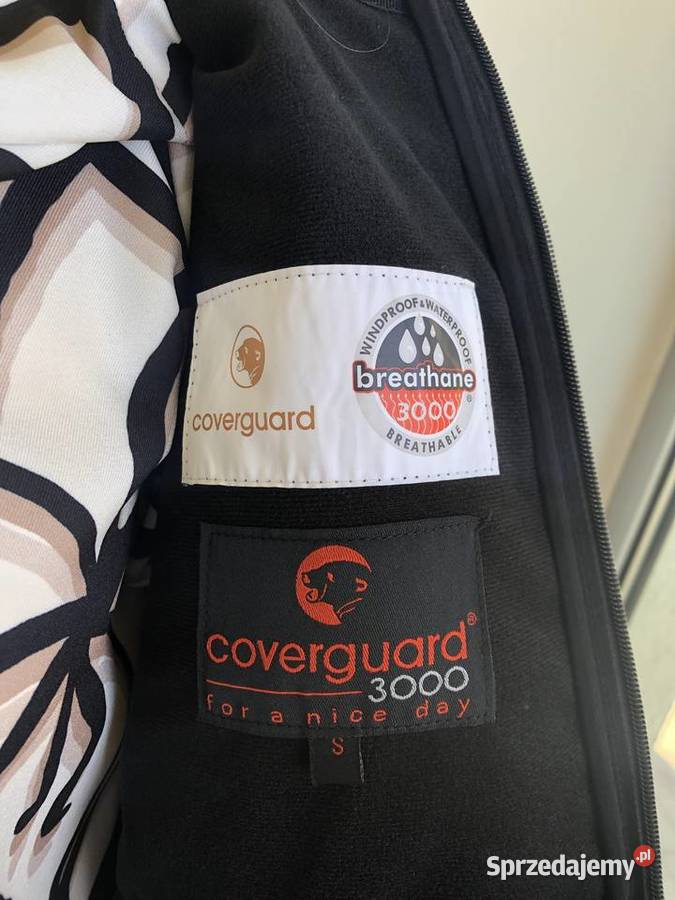 WINDPROOF & WATERPROOF
breathane®
3000
BREATHABLE
coverguard
coverguard®
3000
for a nice day
S
Sprzedajemy.pl